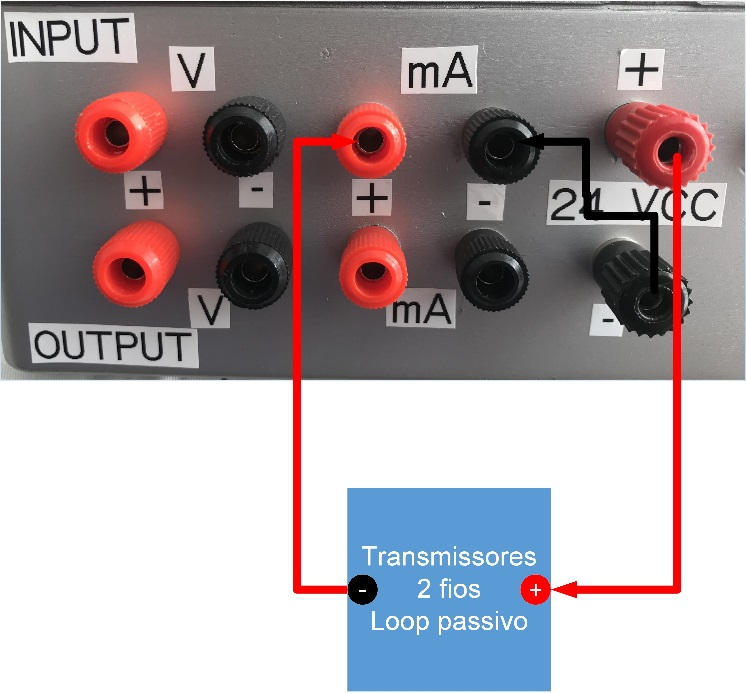 INPUT
V
mA
+
+
-
+
-
24 VCC
V
mA
-
OUTPUT
Transmissores
- 2 fios +
Loop passivo